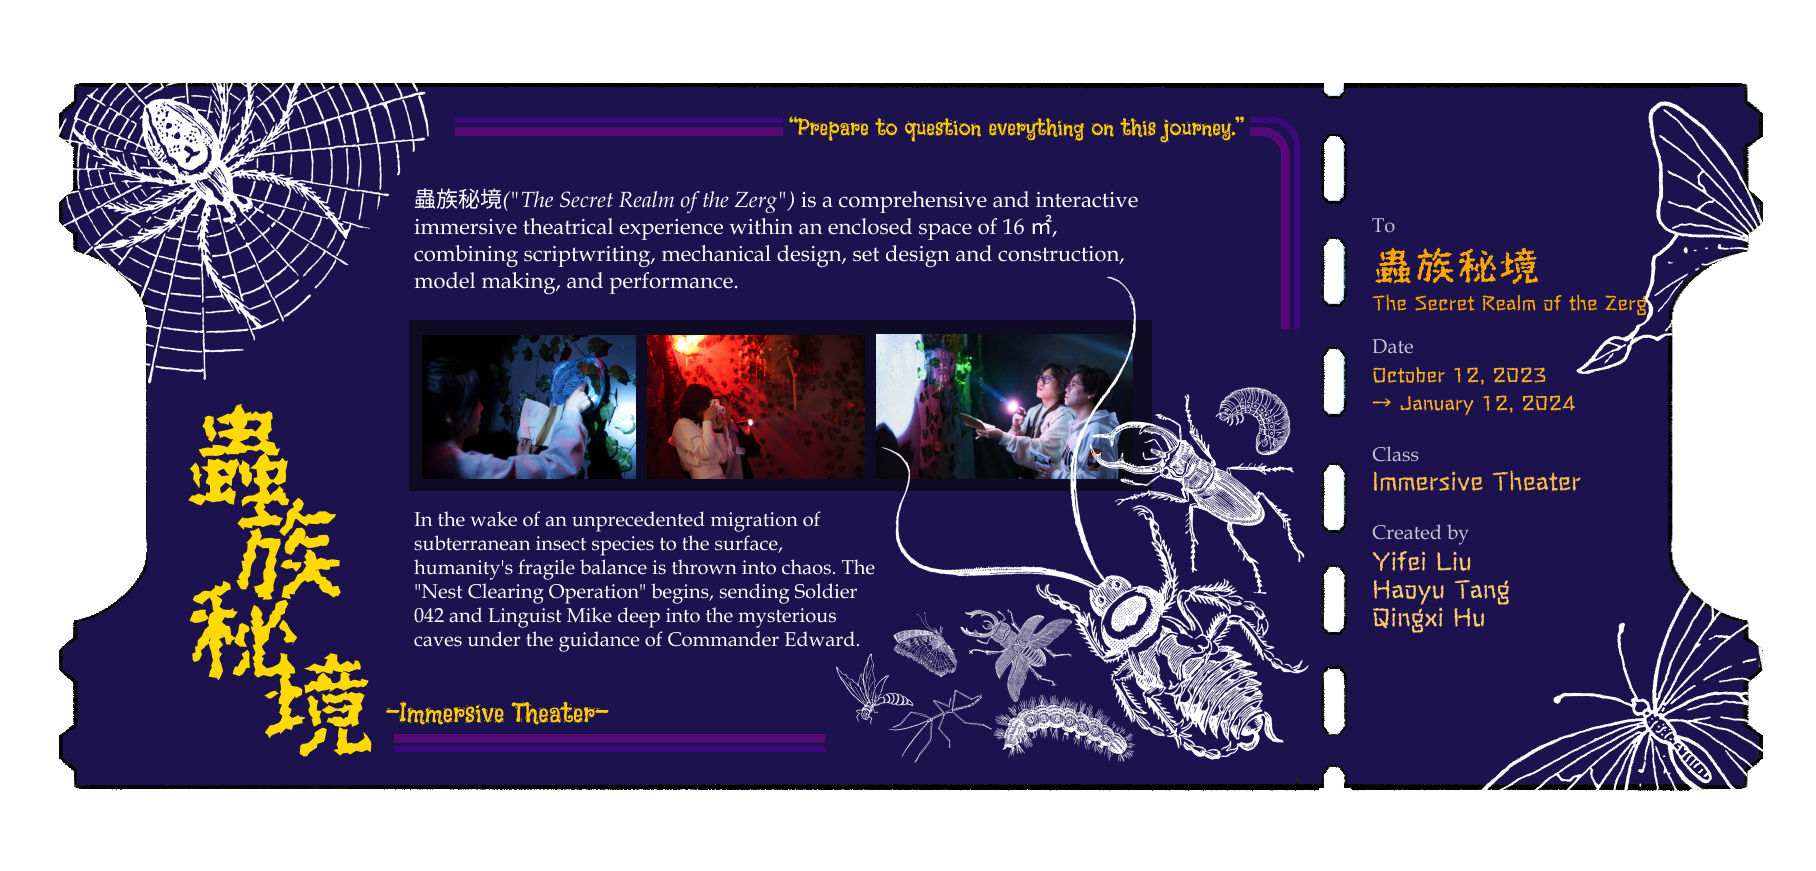 “Prepare to question everything on this journey.”
蟲族秘境("The Secret Realm of the Zerg") is a comprehensive and interactive
immersive theatrical experience within an enclosed space of 16 ㎡,
combining scriptwriting, mechanical design, set design and construction,
model making, and performance.
In the wake of an unprecedented migration of
subterranean insect species to the surface,
humanity's fragile balance is thrown into chaos. The
"Nest Clearing Operation" begins, sending Soldier
042 and Linguist Mike deep into the mysterious
caves under the guidance of Commander Edward.
蟲族秘境
-Immersive Theater-
To
蟲族秘境
The Secret Realm of the Zerg
Date
October 12, 2023
→ January 12, 2024
Class
Immersive Theater
Created by
Yifei Liu
Haoyu Tang
Qingxi Hu